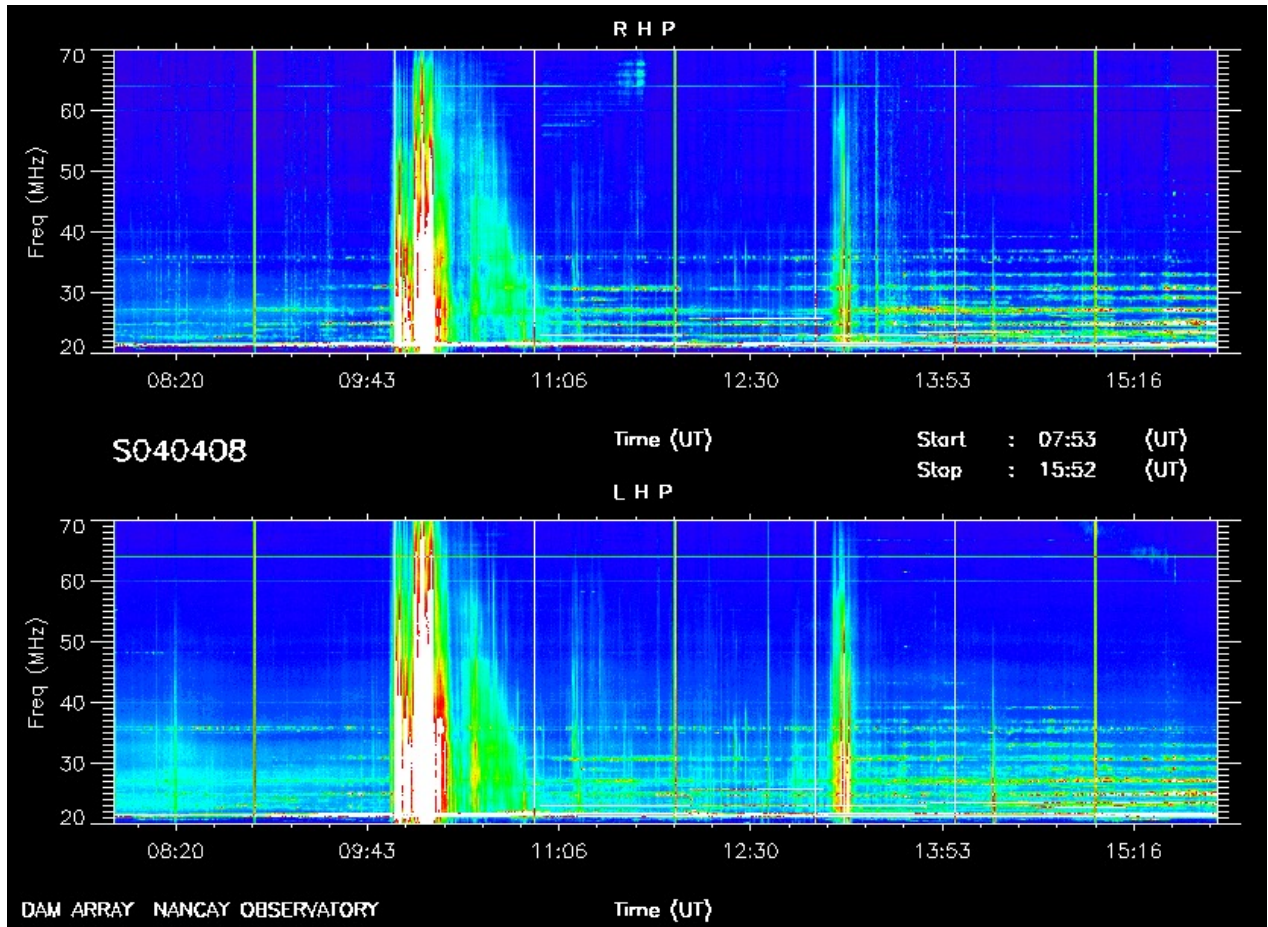 RHP
70
60
50
40
30
20
Freq (MHz)
08:20 09:43 11:06 12:30 13:53 15:16
Time (UT)
S040408
Start : 07:53 (UT)
Stop : 15:52 (UT)
LHP
70
60
50
40
30
20
Freq (MHz)
08:20 09:43 11:06 12:30 13:53 15:16
DAM ARRAY NANCAY OBSERVATORY
Time (UT)